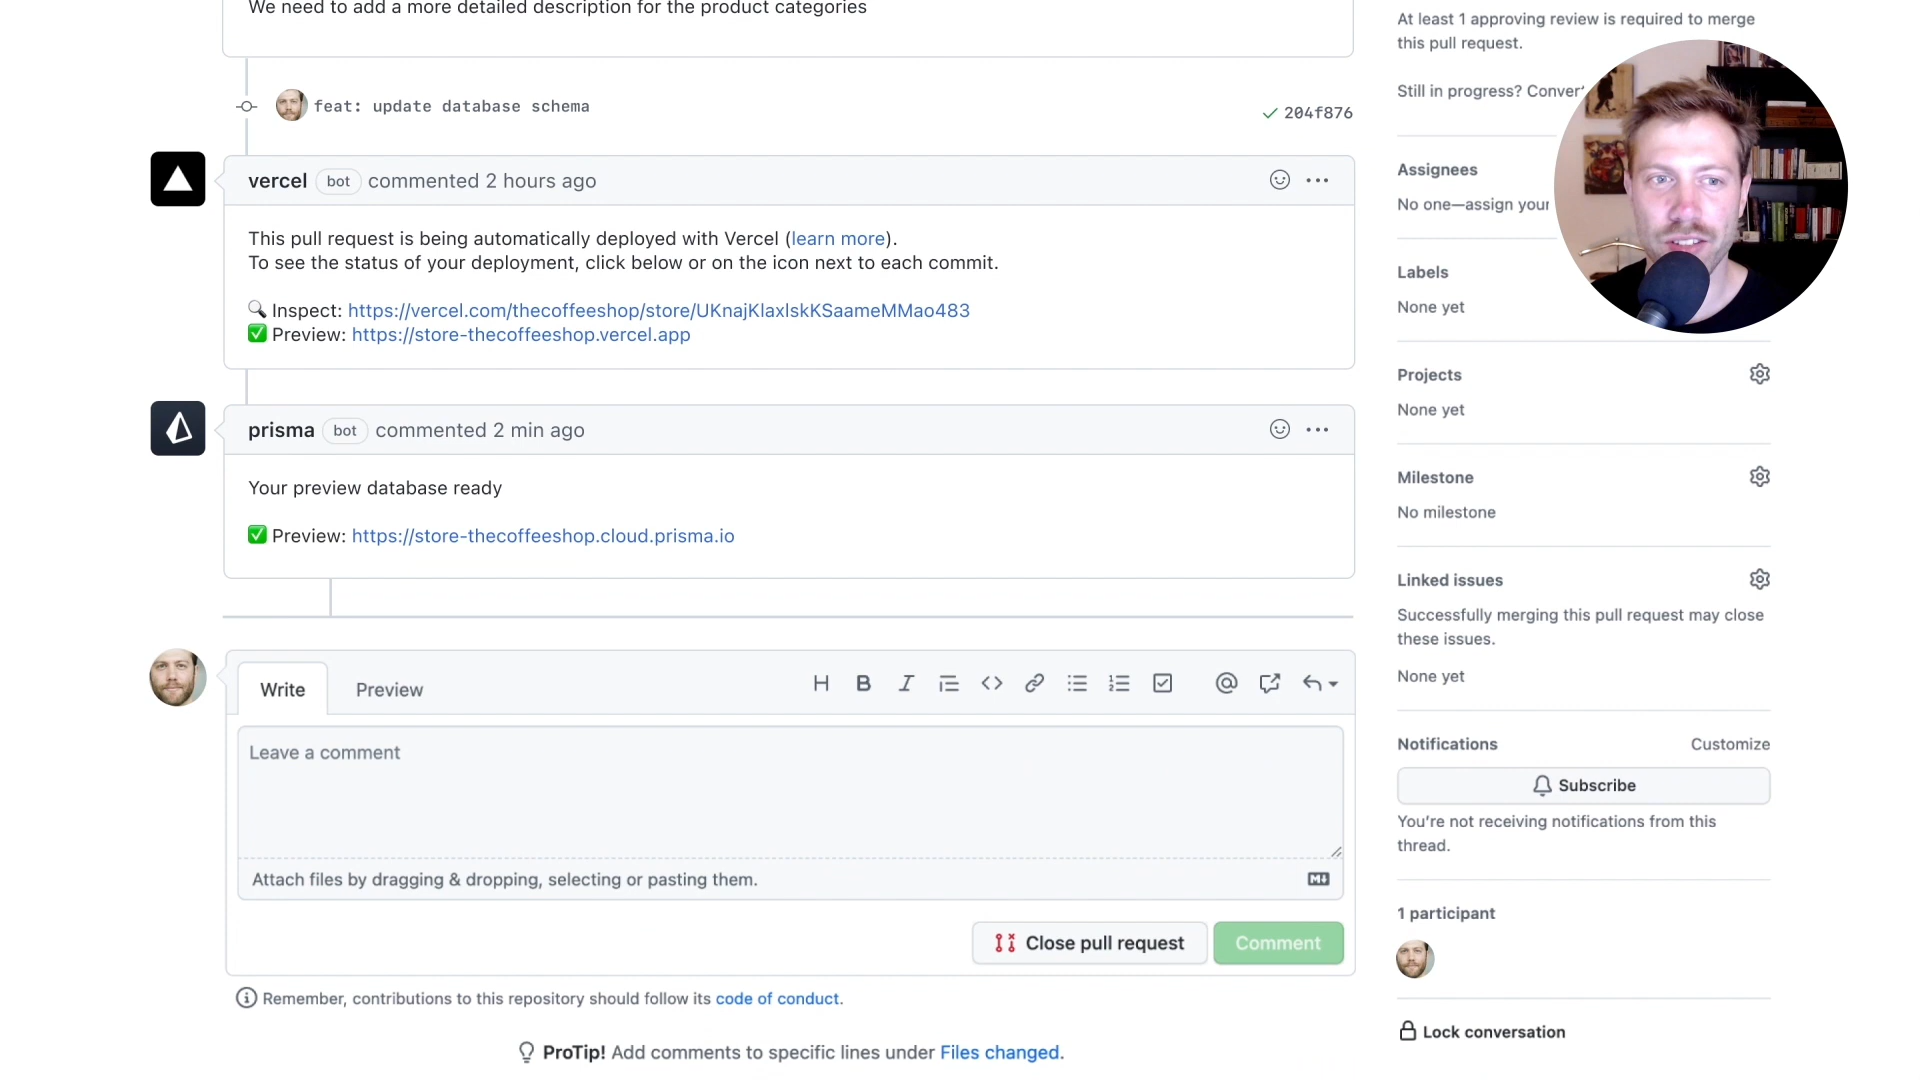 We need to add a more detailed description for the product categories
feat: update database schema
204f876
vercel bot commented 2 hours ago
This pull request is being automatically deployed with Vercel (learn more).
To see the status of your deployment, click below or on the icon next to each commit.
Inspect: https://vercel.com/thecoffeeshop/store/UKnajKlaxlskKSaameMMao483
Preview: https://store-thecoffeeshop.vercel.app
prisma bot commented 2 min ago
Your preview database ready
Preview: https://store-thecoffeeshop.cloud.prisma.io
Write
Preview
Leave a comment
Attach files by dragging & dropping, selecting or pasting them.
Close pull request
Comment
Remember, contributions to this repository should follow its code of conduct.
ProTip! Add comments to specific lines under Files changed.
At least 1 approving review is required to merge
this pull request.
Still in progress? Convert
Assignees
No one—assign your
Labels
None yet
Projects
None yet
Milestone
No milestone
Linked issues
Successfully merging this pull request may close
these issues.
None yet
Notifications
Customize
Subscribe
You're not receiving notifications from this
thread.
1 participant
Lock conversation